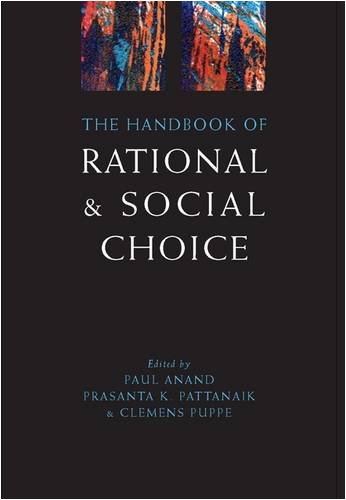 THE HANDBOOK OF
RATIONAL
& SOCIAL
CHOICE
Edited by
PAUL ANAND
PRASANTA K. PATTANAIK
& CLEMENS PUPPE